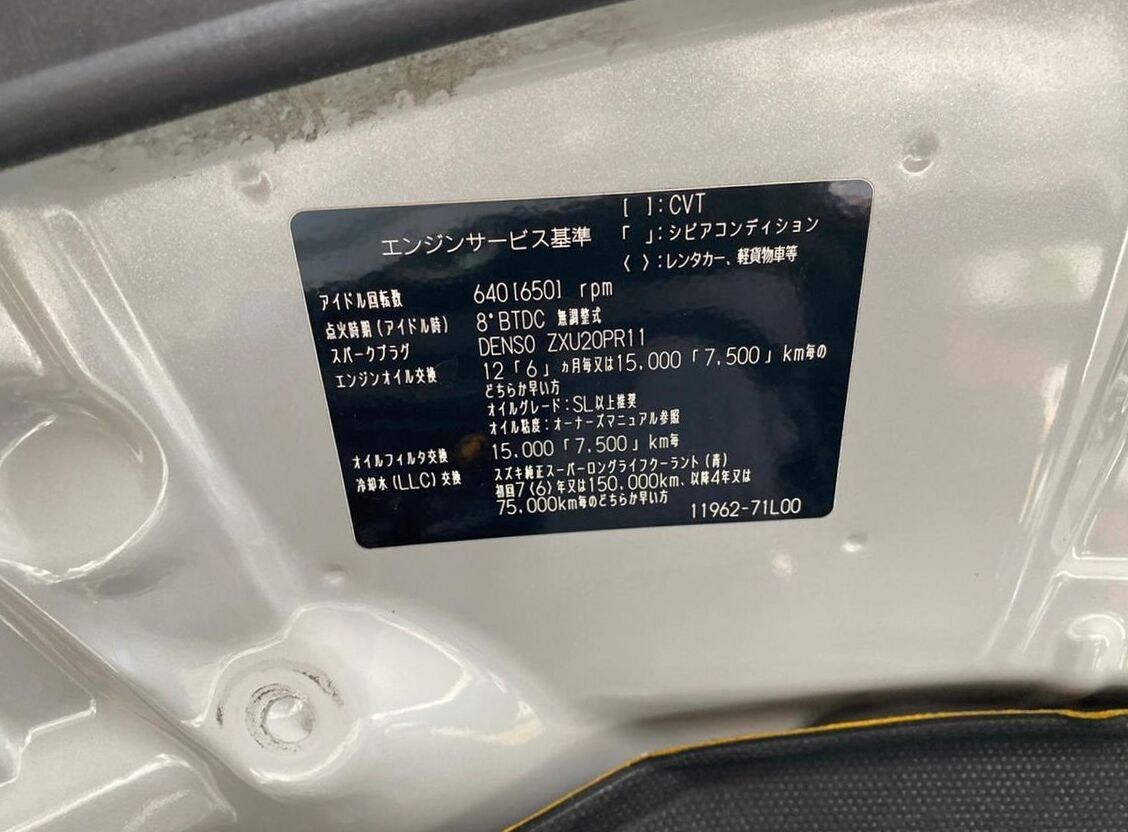 エンジンサービス基準
[ ]:CVT
「 」:シビアコンディション
〈 〉:レンタカー、軽貨物車等
アイドル回転数 640[650] rpm
点火時期(アイドル時) 8°BTDC 無調整式
スパークプラグ DENSO ZXU20PR11
エンジンオイル交換 12「6」ヵ月毎又は15,000「7,500」km毎の
どちらか早い方
オイルグレード:SL以上推奨
オイル粘度:オーナーズマニュアル参照
オイルフィルタ交換 15,000「7,500」km毎
冷却水(LLC)交換 スズキ純正スーパーロングライフクーラント(青)
初回7〈6〉年又は150,000km、以降4年又は
75,000km毎のどちらか早い方
11962-71L00